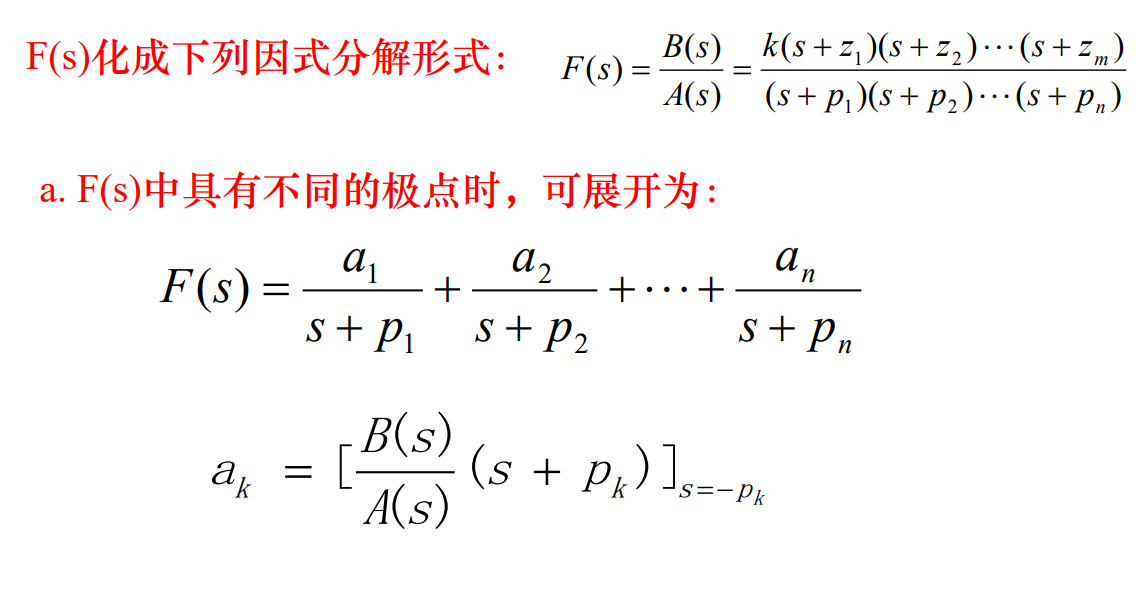 F(s)化成下列因式分解形式： F(s) = \frac{B(s)}{A(s)} = \frac{k(s+z_1)(s+z_2)\cdots(s+z_m)}{(s+p_1)(s+p_2)\cdots(s+p_n)}
a. F(s)中具有不同的极点时，可展开为：
F(s) = \frac{a_1}{s+p_1} + \frac{a_2}{s+p_2} + \cdots + \frac{a_n}{s+p_n}
a_k = [\frac{B(s)}{A(s)}(s+p_k)]_{s=-p_k}